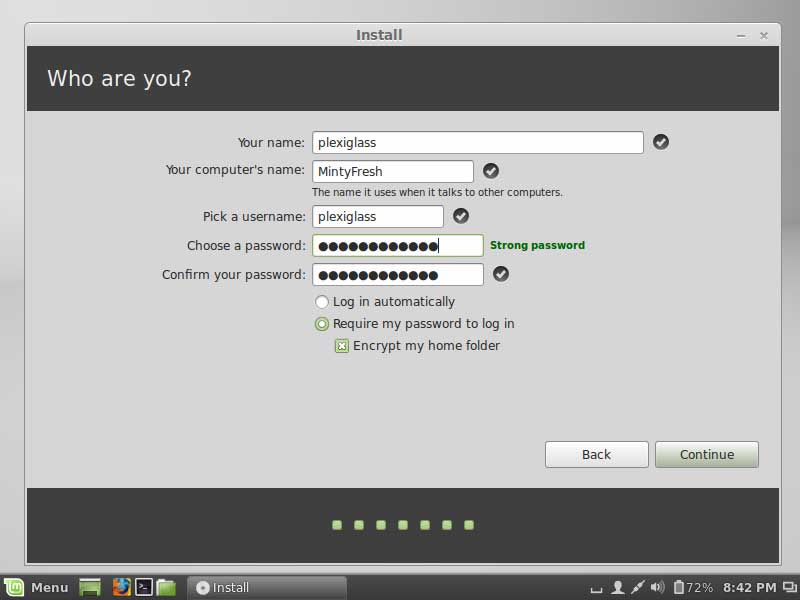 Install
Who are you?
Your name: plexiglass
Your computer's name: MintyFresh
The name it uses when it talks to other computers.
Pick a username: plexiglass
Choose a password: ●●●●●●●●●●●● Strong password
Confirm your password: ●●●●●●●●●●●●
Log in automatically
Require my password to log in
Encrypt my home folder
Back Continue
Menu Install 72% 8:42 PM